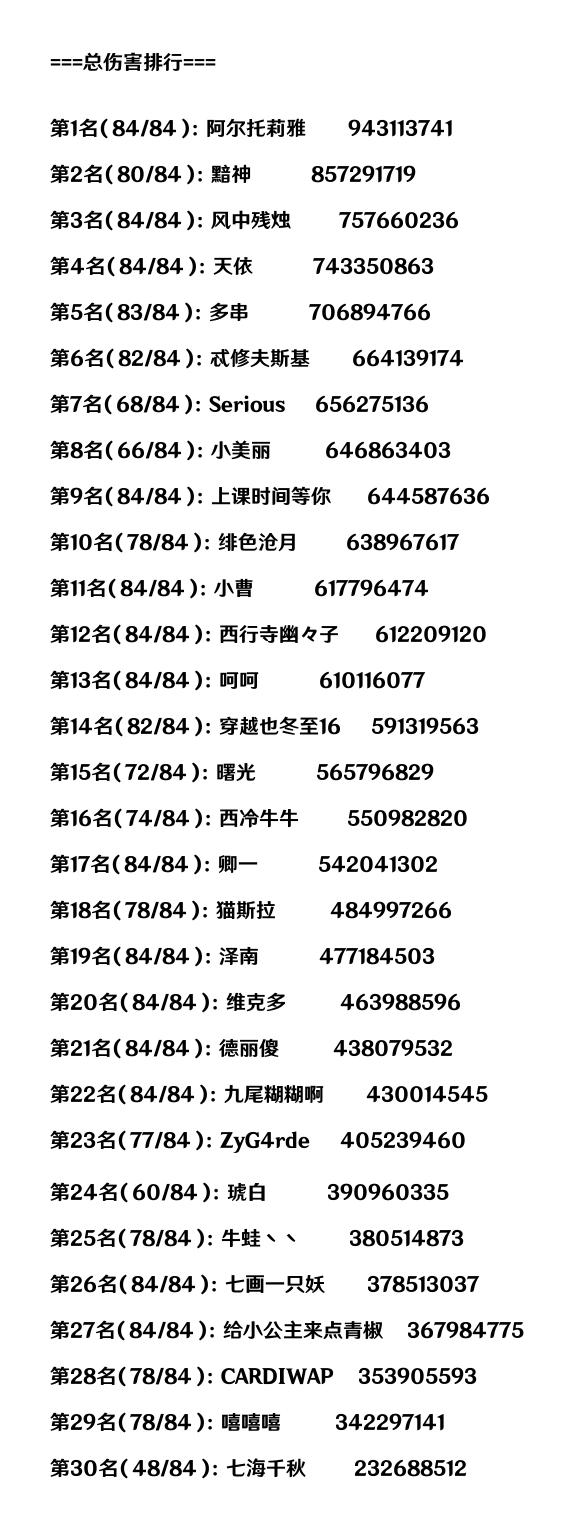 ===总伤害排行===
第1名(84/84): 阿尔托莉雅 943113741
第2名(80/84): 黯神 857291719
第3名(84/84): 风中残烛 757660236
第4名(84/84): 天依 743350863
第5名(83/84): 多串 706894766
第6名(82/84): 忒修夫斯基 664139174
第7名(68/84): Serious 656275136
第8名(66/84): 小美丽 646863403
第9名(84/84): 上课时间等你 644587636
第10名(78/84): 绯色沧月 638967617
第11名(84/84): 小曹 617796474
第12名(84/84): 西行寺幽々子 612209120
第13名(84/84): 呵呵 610116077
第14名(82/84): 穿越也冬至16 591319563
第15名(72/84): 曙光 565796829
第16名(74/84): 西冷牛牛 550982820
第17名(84/84): 卿一 542041302
第18名(78/84): 猫斯拉 484997266
第19名(84/84): 泽南 477184503
第20名(84/84): 维克多 463988596
第21名(84/84): 德丽傻 438079532
第22名(84/84): 九尾糊糊啊 430014545
第23名(77/84): ZyG4rde 405239460
第24名(60/84): 琥白 390960335
第25名(78/84): 牛蛙丶丶 380514873
第26名(84/84): 七画一只妖 378513037
第27名(84/84): 给小公主来点青椒 367984775
第28名(78/84): CARDIWAP 353905593
第29名(78/84): 嘻嘻嘻 342297141
第30名(48/84): 七海千秋 232688512